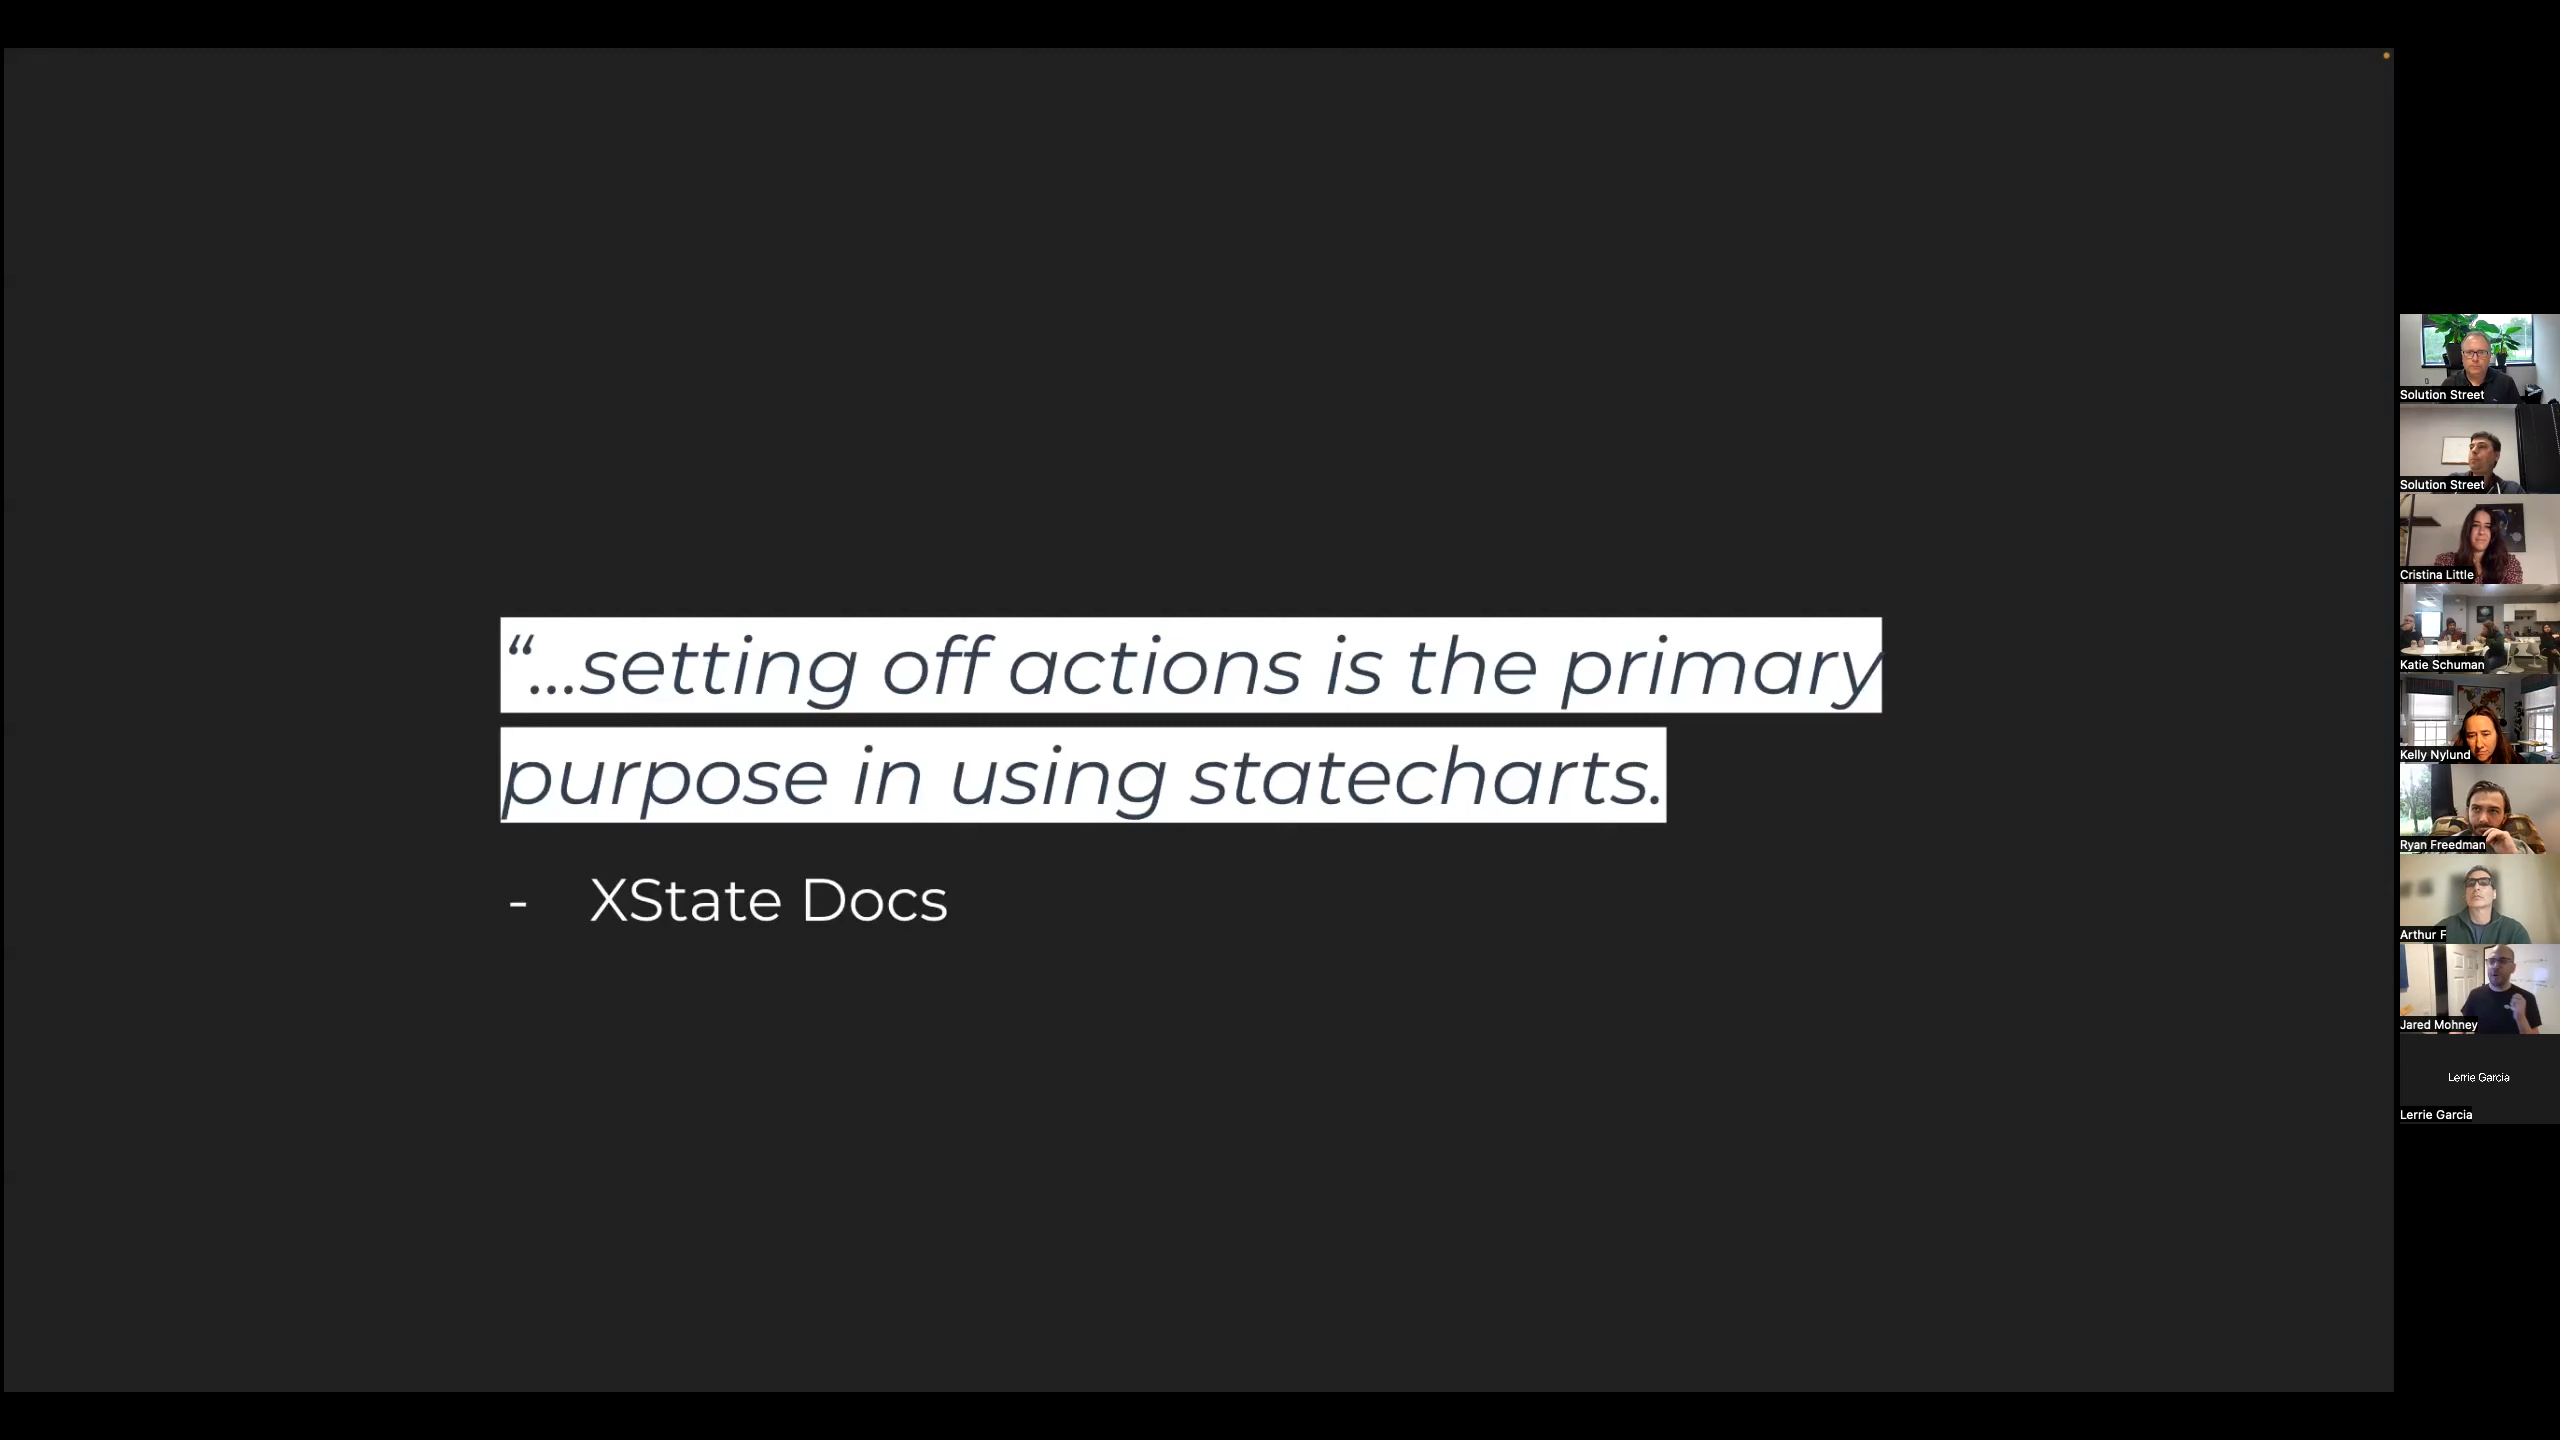 “...setting off actions is the primary
purpose in using statecharts.
- XState Docs
Solution Street
Solution Street
Cristina Little
Katie Schuman
Kelly Nylund
Ryan Freedman
Arthur F
Jared Mohney
Lerrie Garcia
Lerrie Garcia